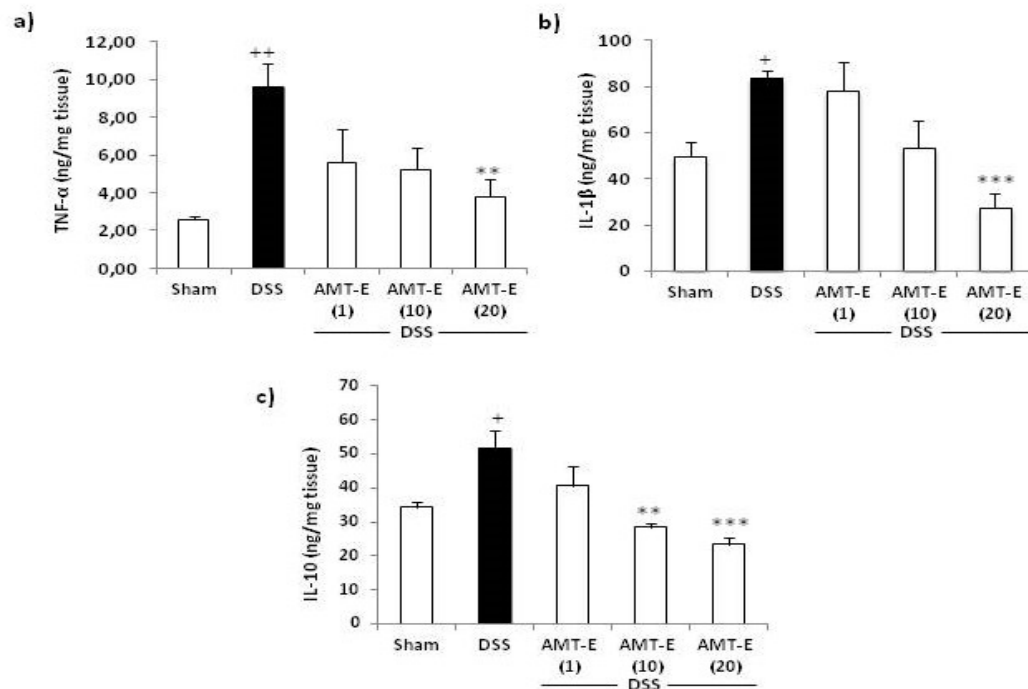 a)
TNF-α (ng/mg tissue)
12,00
10,00
8,00
6,00
4,00
2,00
0,00
++
**
Sham DSS AMT-E AMT-E AMT-E
(1) (10) (20)
DSS
b)
IL-1β (ng/mg tissue)
100
80
60
40
20
0
+
***
Sham DSS AMT-E AMT-E AMT-E
(1) (10) (20)
DSS
c)
IL-10 (ng/mg tissue)
70
60
50
40
30
20
10
0
+
**
***
Sham DSS AMT-E AMT-E AMT-E
(1) (10) (20)
DSS